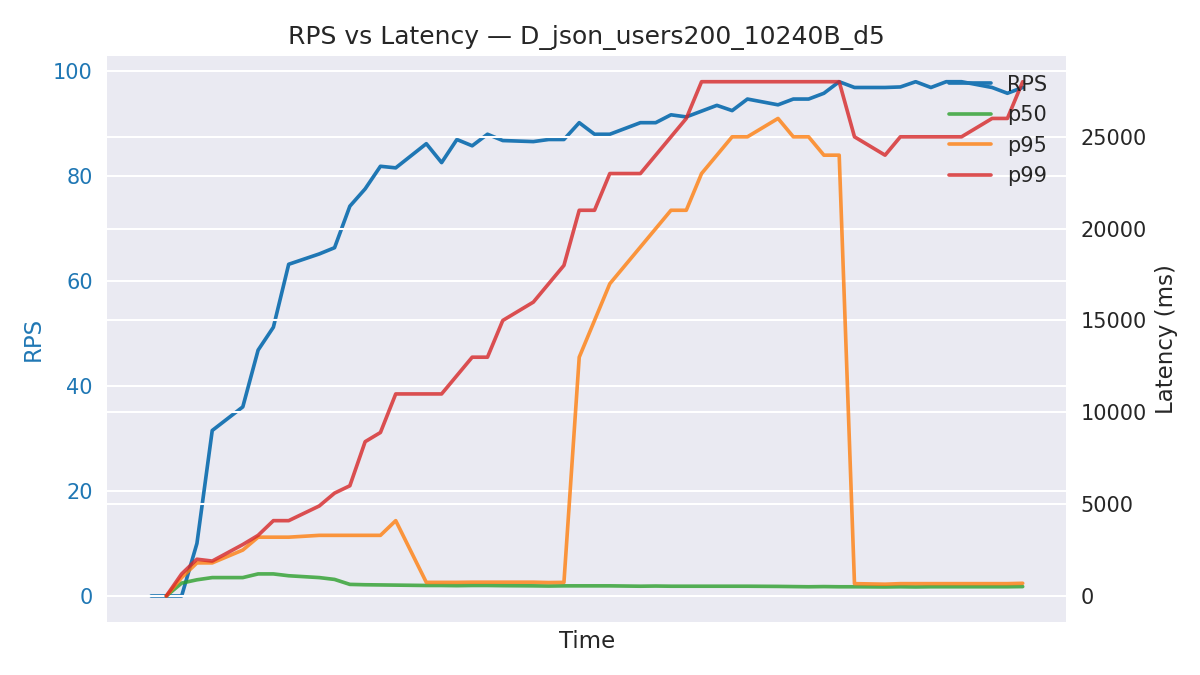 RPS vs Latency — D_json_users200_10240B_d5
100
80
60
40
20
0
RPS
25000
20000
15000
10000
5000
0
Latency (ms)
RPS
p50
p95
p99
Time